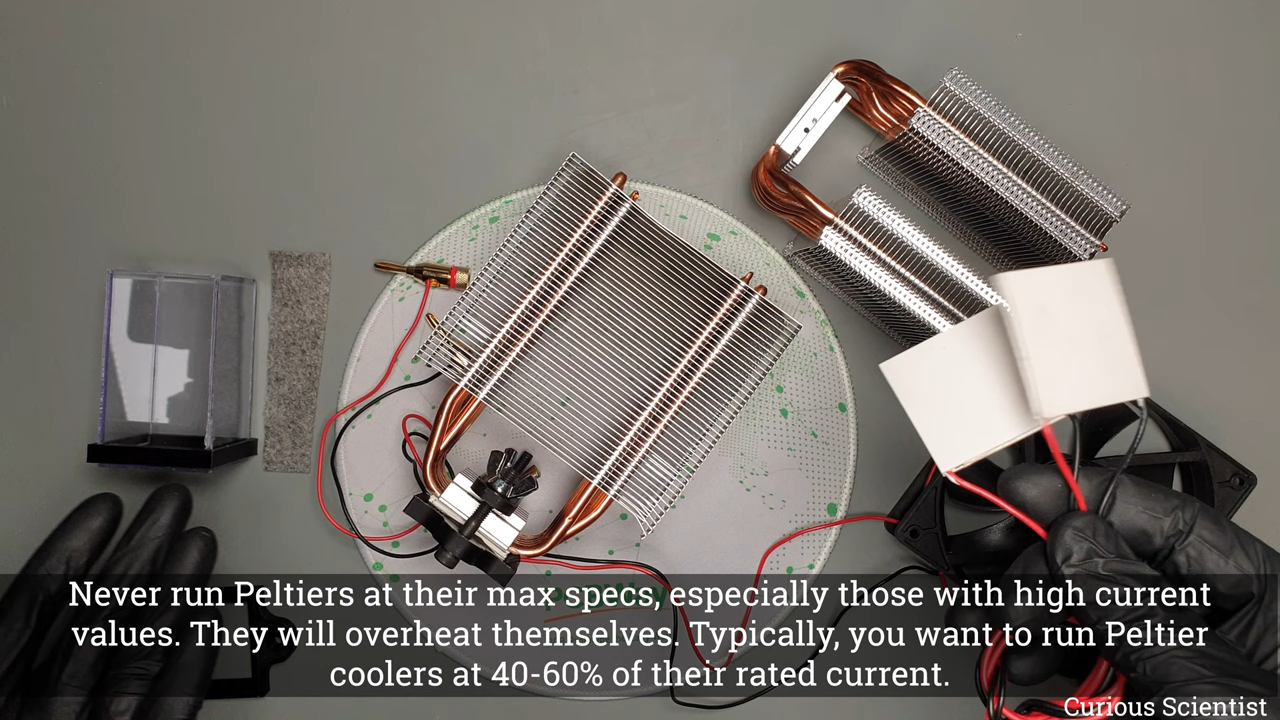 Never run Peltiers at their max specs, especially those with high current
values. They will overheat themselves. Typically, you want to run Peltier
coolers at 40-60% of their rated current.
Curious Scientist